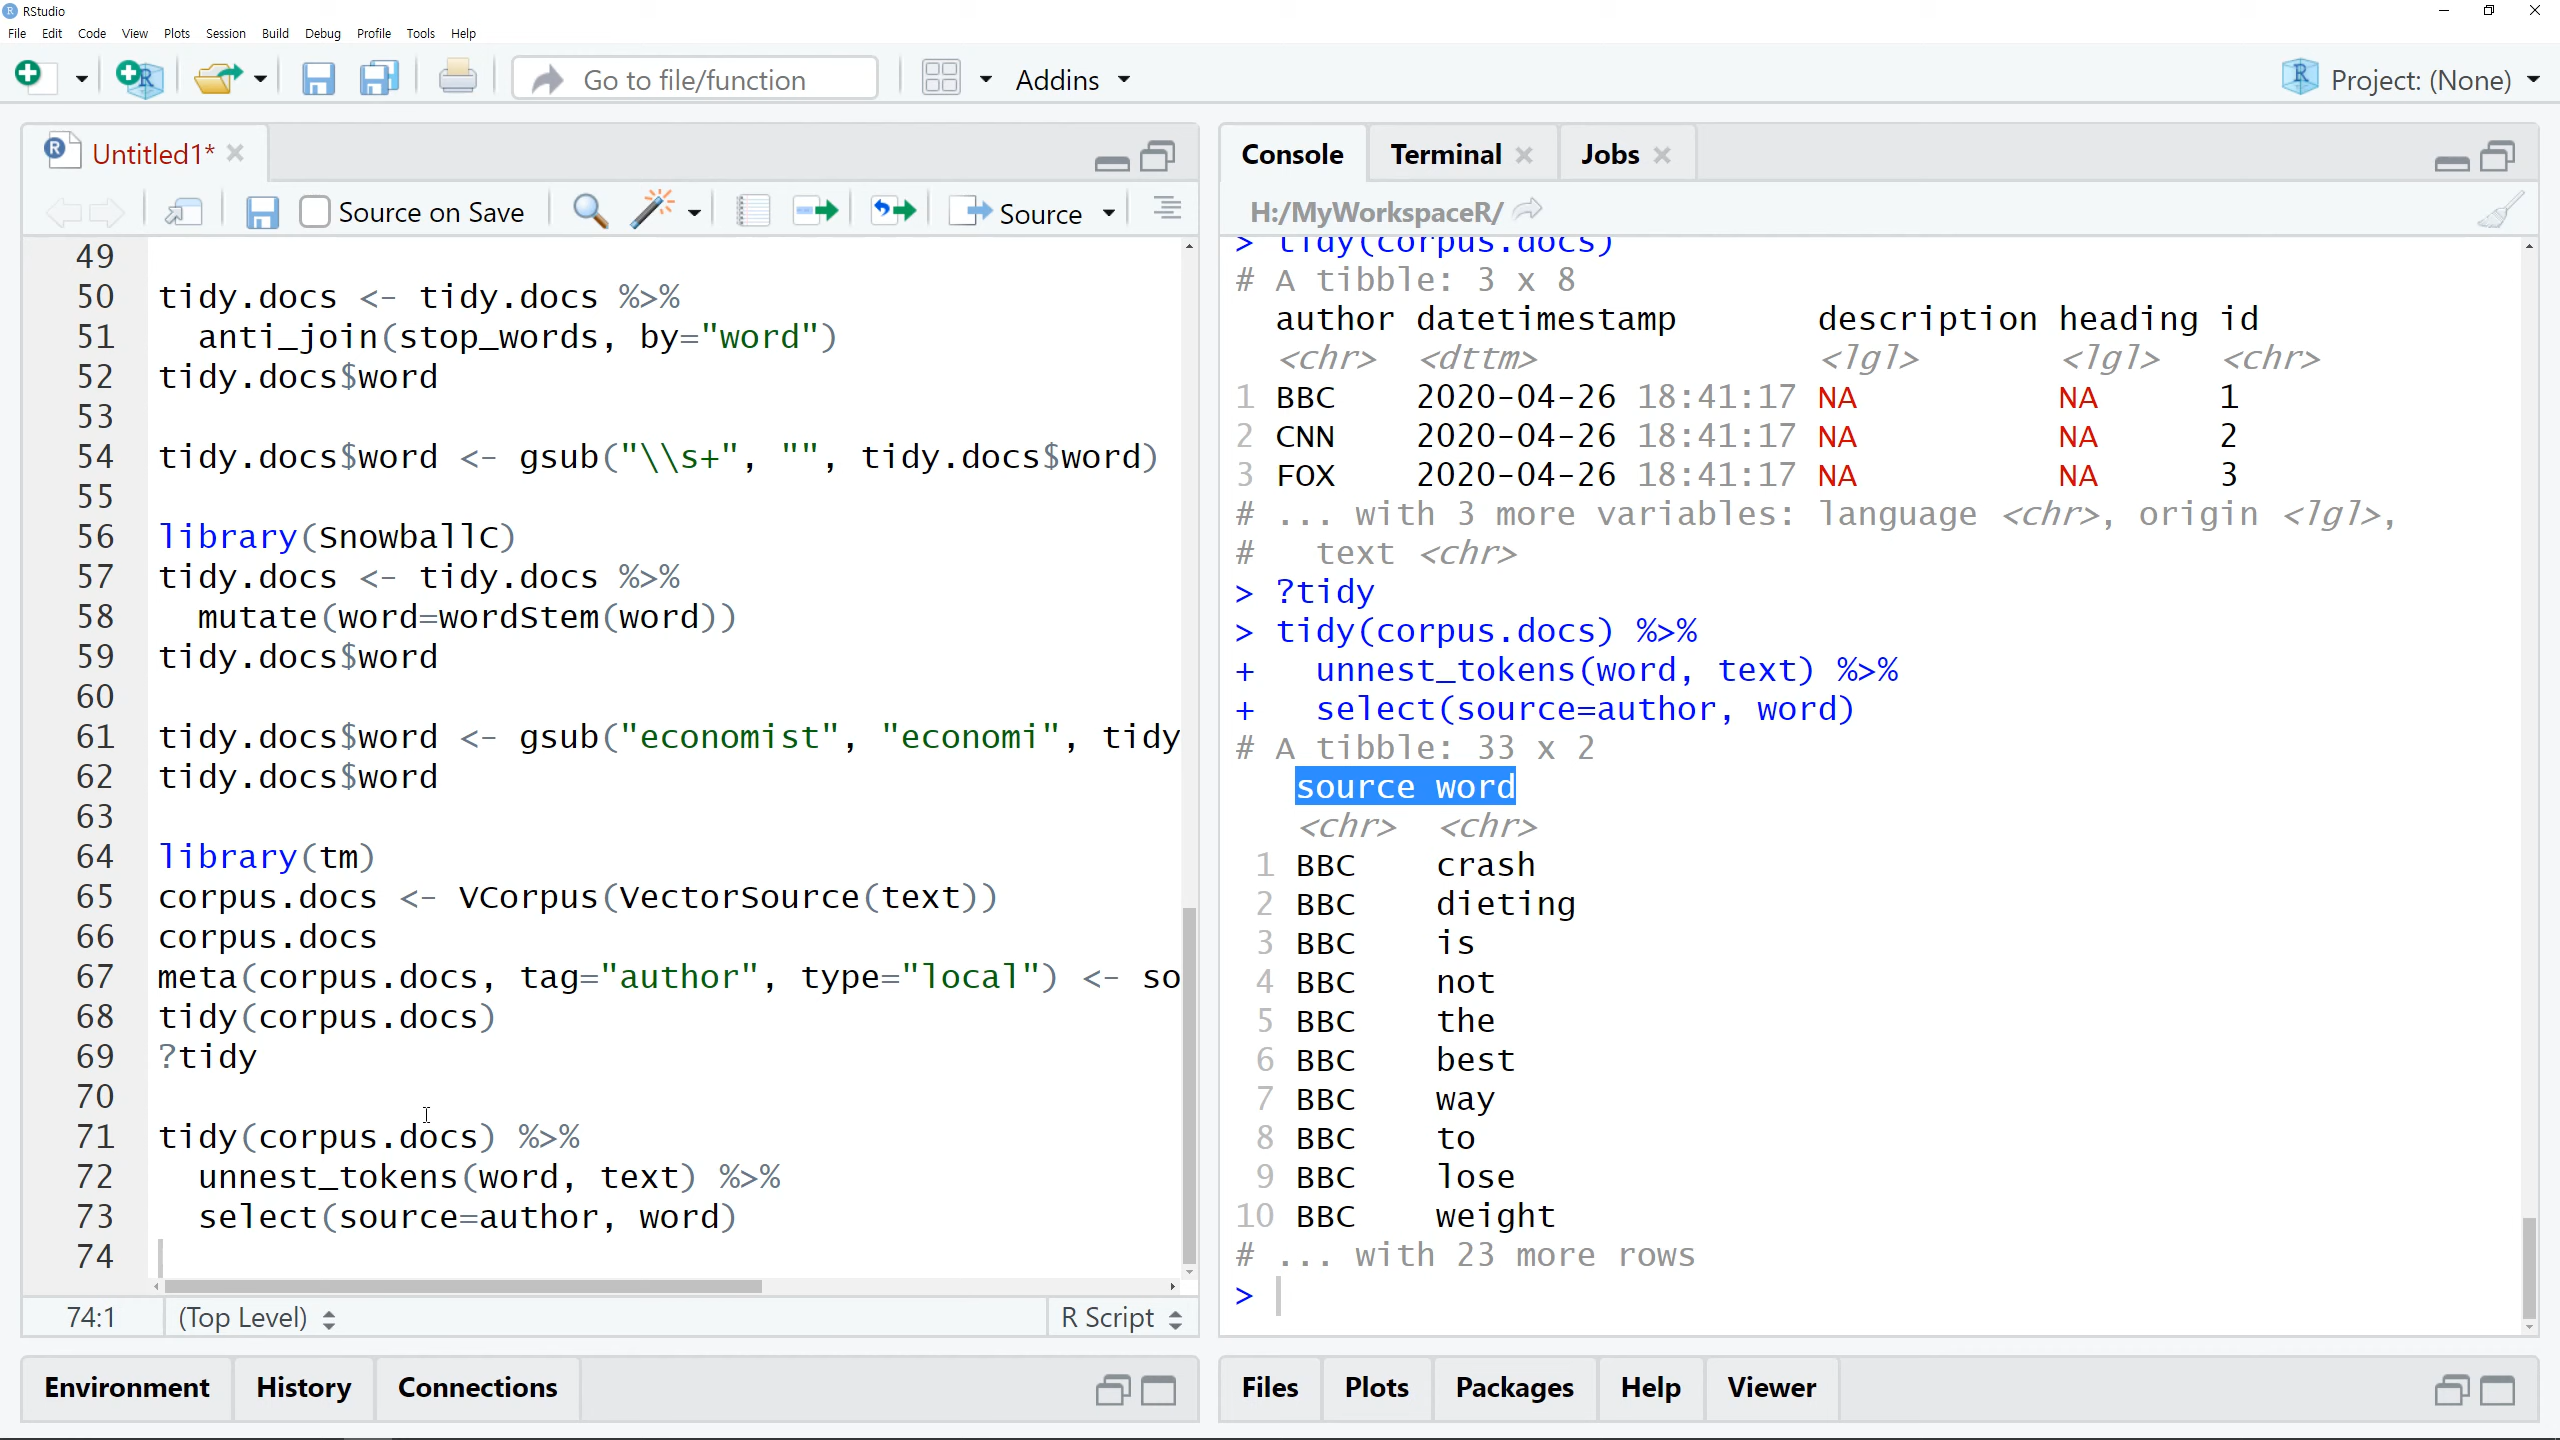 RStudio
File Edit Code View Plots Session Build Debug Profile Tools Help
Go to file/function Addins Project: (None)
Untitled1*
Source on Save Source
49
50 tidy.docs <- tidy.docs %>%
51 anti_join(stop_words, by="word")
52 tidy.docs$word
53
54 tidy.docs$word <- gsub("\\s+", "", tidy.docs$word)
55
56 library(SnowballC)
57 tidy.docs <- tidy.docs %>%
58 mutate(word=wordStem(word))
59 tidy.docs$word
60
61 tidy.docs$word <- gsub("economist", "economi", tidy
62 tidy.docs$word
63
64 library(tm)
65 corpus.docs <- VCorpus(VectorSource(text))
66 corpus.docs
67 meta(corpus.docs, tag="author", type="local") <- so
68 tidy(corpus.docs)
69 ?tidy
70
71 tidy(corpus.docs) %>%
72 unnest_tokens(word, text) %>%
73 select(source=author, word)
74
74:1 (Top Level) R Script
Environment History Connections
Console Terminal Jobs
H:/MyWorkspaceR/
> tidy(corpus.docs)
# A tibble: 3 x 8
author datetimestamp description heading id
<chr> <dttm> <lgl> <lgl> <chr>
1 BBC 2020-04-26 18:41:17 NA NA 1
2 CNN 2020-04-26 18:41:17 NA NA 2
3 FOX 2020-04-26 18:41:17 NA NA 3
# ... with 3 more variables: language <chr>, origin <lgl>,
# text <chr>
> ?tidy
> tidy(corpus.docs) %>%
+ unnest_tokens(word, text) %>%
+ select(source=author, word)
# A tibble: 33 x 2
source word
<chr> <chr>
1 BBC crash
2 BBC dieting
3 BBC is
4 BBC not
5 BBC the
6 BBC best
7 BBC way
8 BBC to
9 BBC lose
10 BBC weight
# ... with 23 more rows
>
Files Plots Packages Help Viewer